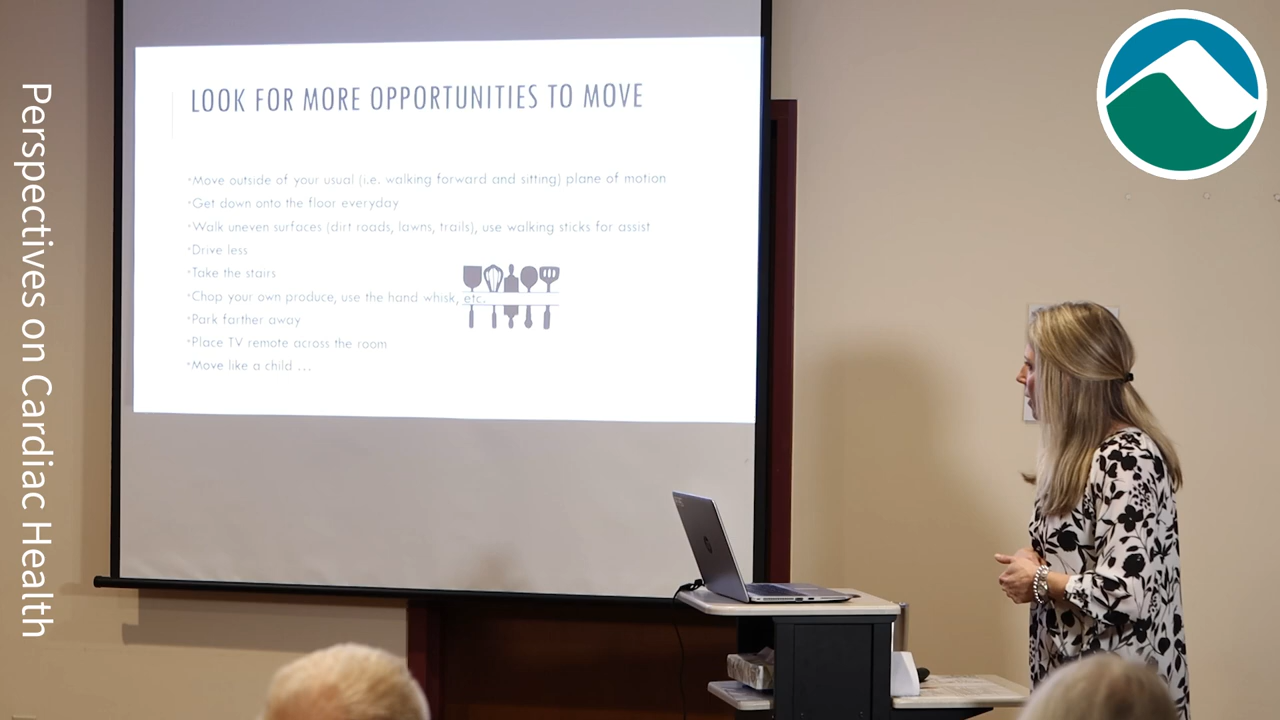 Perspectives on Cardiac Health
LOOK FOR MORE OPPORTUNITIES TO MOVE
•Move outside of your usual (i.e. walking forward and sitting) plane of motion
•Get down onto the floor everyday
•Walk uneven surfaces (dirt roads, lawns, trails), use walking sticks for assist
•Drive less
•Take the stairs
•Chop your own produce, use the hand whisk, etc.
•Park farther away
•Place TV remote across the room
•Move like a child ...